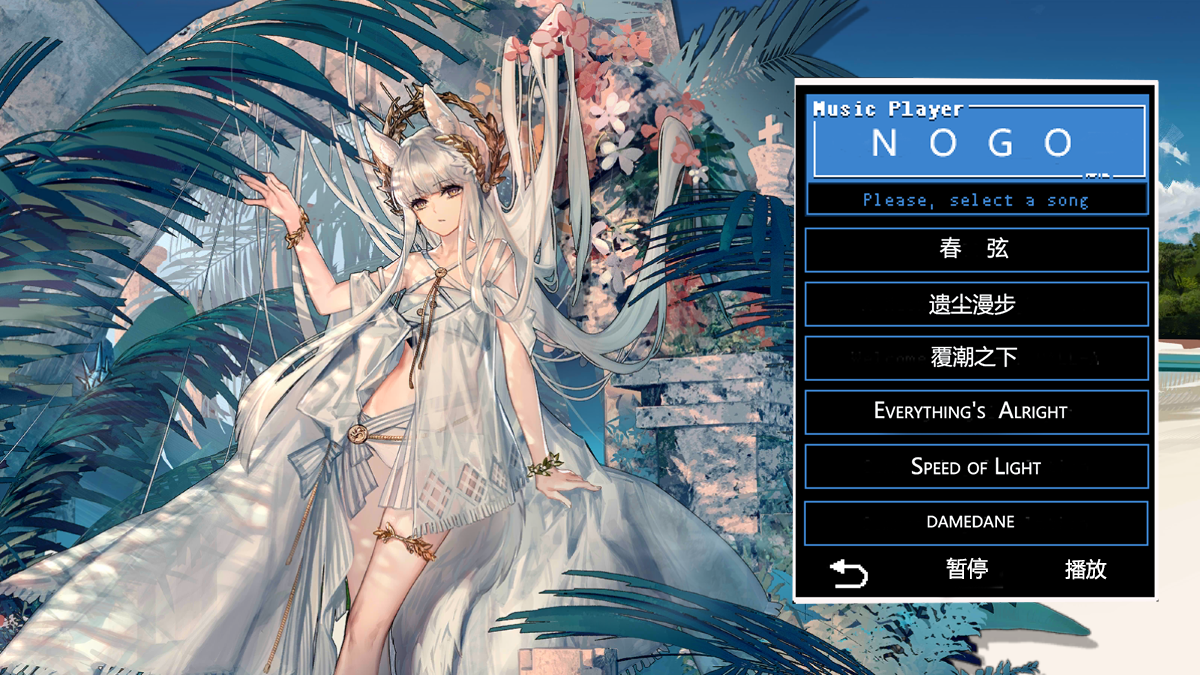 Music Player
NOGO
Please, select a song
春 弦
遗尘漫步
覆潮之下
EVERYTHING'S ALRIGHT
SPEED OF LIGHT
DAMEDANE
暂停 播放